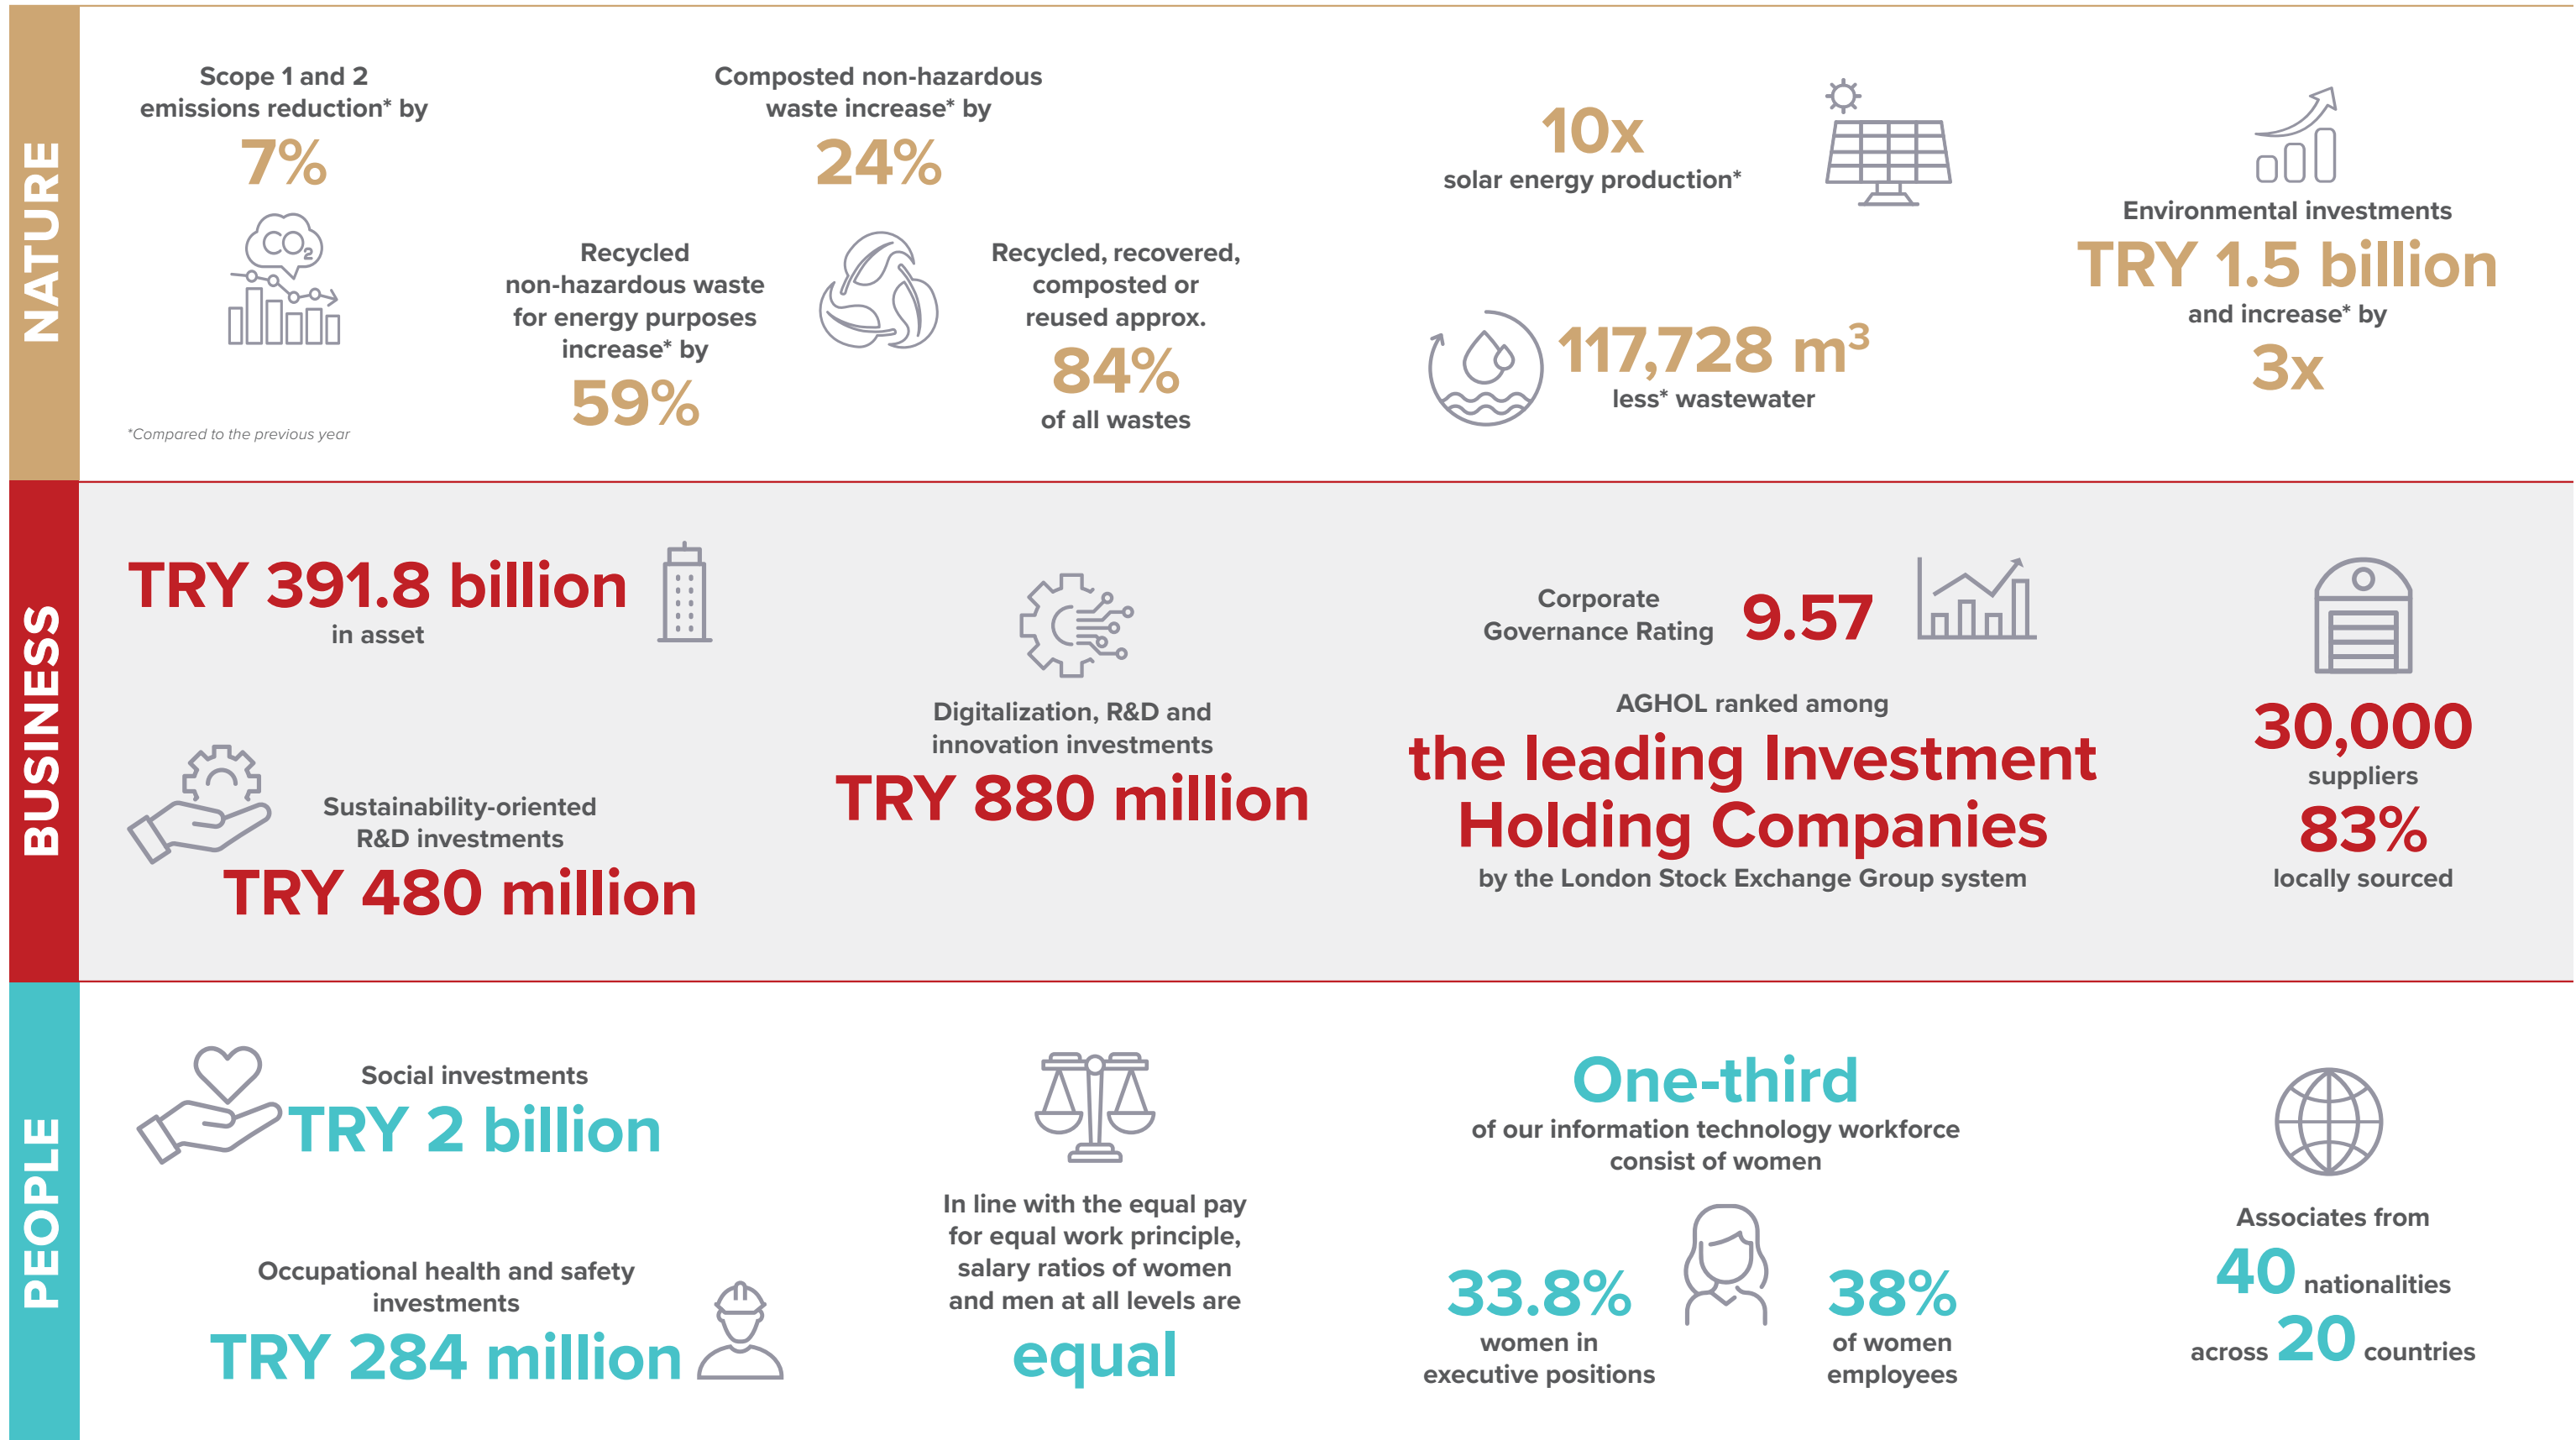 NATURE
Scope 1 and 2
emissions reduction* by
7%
CO2
*Compared to the previous year
Composted non-hazardous
waste increase* by
24%
Recycled
non-hazardous waste
for energy purposes
increase* by
59%
Recycled, recovered,
composted or
reused approx.
84%
of all wastes
10x
solar energy production*
117,728 m³
less* wastewater
Environmental investments
TRY 1.5 billion
and increase* by
3x
BUSINESS
TRY 391.8 billion
in asset
Sustainability-oriented
R&D investments
TRY 480 million
Digitalization, R&D and
innovation investments
TRY 880 million
Corporate
Governance Rating
9.57
AGHOL ranked among
the leading Investment
Holding Companies
by the London Stock Exchange Group system
30,000
suppliers
83%
locally sourced
PEOPLE
Social investments
TRY 2 billion
Occupational health and safety
investments
TRY 284 million
In line with the equal pay
for equal work principle,
salary ratios of women
and men at all levels are
equal
One-third
of our information technology workforce
consist of women
33.8%
women in
executive positions
38%
of women
employees
Associates from
40 nationalities
across 20 countries